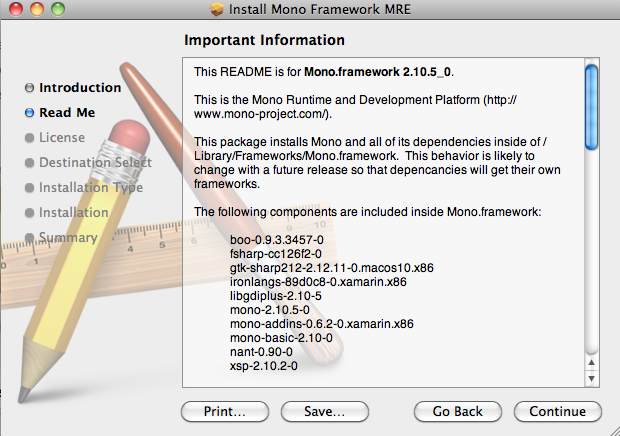 Install Mono Framework MRE
Important Information
Introduction
Read Me
License
Destination Select
Installation Type
Installation
Summary
This README is for Mono.framework 2.10.5_0.
This is the Mono Runtime and Development Platform (http://
www.mono-project.com/).
This package installs Mono and all of its dependencies inside of /
Library/Frameworks/Mono.framework.  This behavior is likely to
change with a future release so that depencancies will get their own
frameworks.
The following components are included inside Mono.framework:
boo-0.9.3.3457-0
fsharp-cc126f2-0
gtk-sharp212-2.12.11-0.macos10.x86
ironlangs-89d0c8-0.xamarin.x86
libgdiplus-2.10-5
mono-2.10.5-0
mono-addins-0.6.2-0.xamarin.x86
mono-basic-2.10-0
nant-0.90-0
xsp-2.10.2-0
Print...
Save...
Go Back
Continue